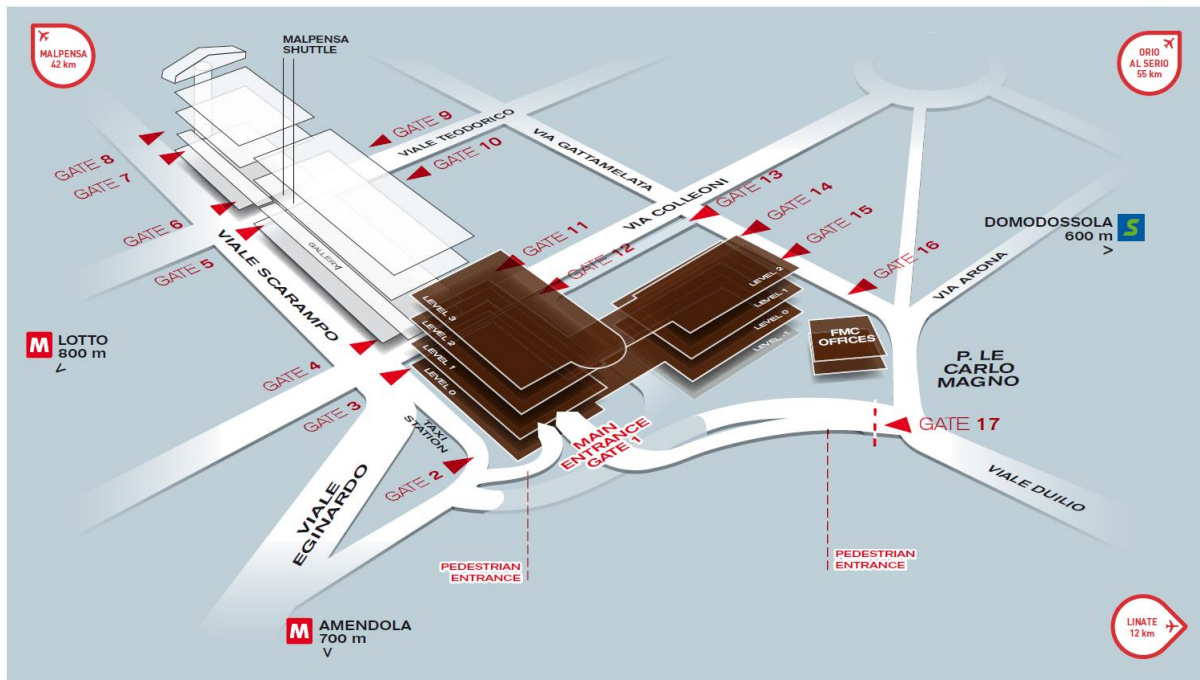 MALPENSA
42 km
MALPENSA
SHUTTLE
ORIO
AL SERIO
55 km
GATE 9
VIALE TEODORICO
GATE 10
VIA GATTAMELATA
GATE 8
GATE 7
GATE 6
GATE 5
VIALE SCARAMPO
GALLERY
GATE 11
GATE 12
VIA COLLEONI
GATE 13
GATE 14
GATE 15
GATE 16
DOMODOSSOLA
600 m
S
>
VIA ARONA
LEVEL 3
LEVEL 2
LEVEL 1
LEVEL 0
LEVEL 2
LEVEL 1
LEVEL 0
LEVEL -1
FMC
OFFICES
P. LE
CARLO
MAGNO
M LOTTO
800 m
<
GATE 4
GATE 3
TAXI
STATION
GATE 2
MAIN
ENTRANCE
GATE 1
GATE 17
VIALE
EGINARDO
VIALE DUILIO
PEDESTRIAN
ENTRANCE
PEDESTRIAN
ENTRANCE
M AMENDOLA
700 m
V
LINATE
12 km